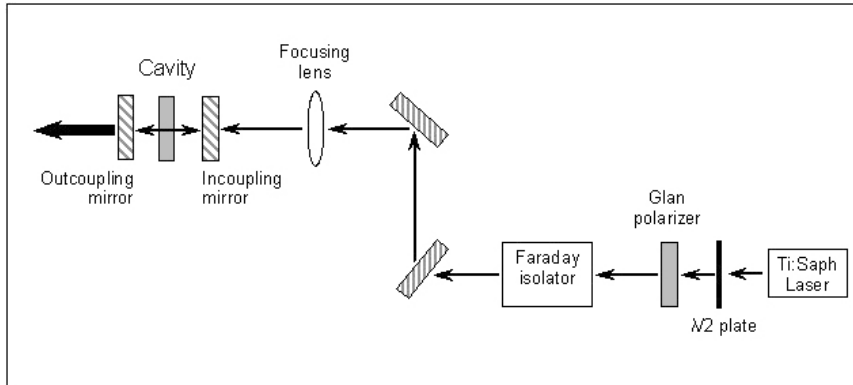 Focusing
lens
Cavity
Outcoupling
mirror
Incoupling
mirror
Glan
polarizer
Faraday
isolator
Ti:Saph
Laser
λ/2 plate